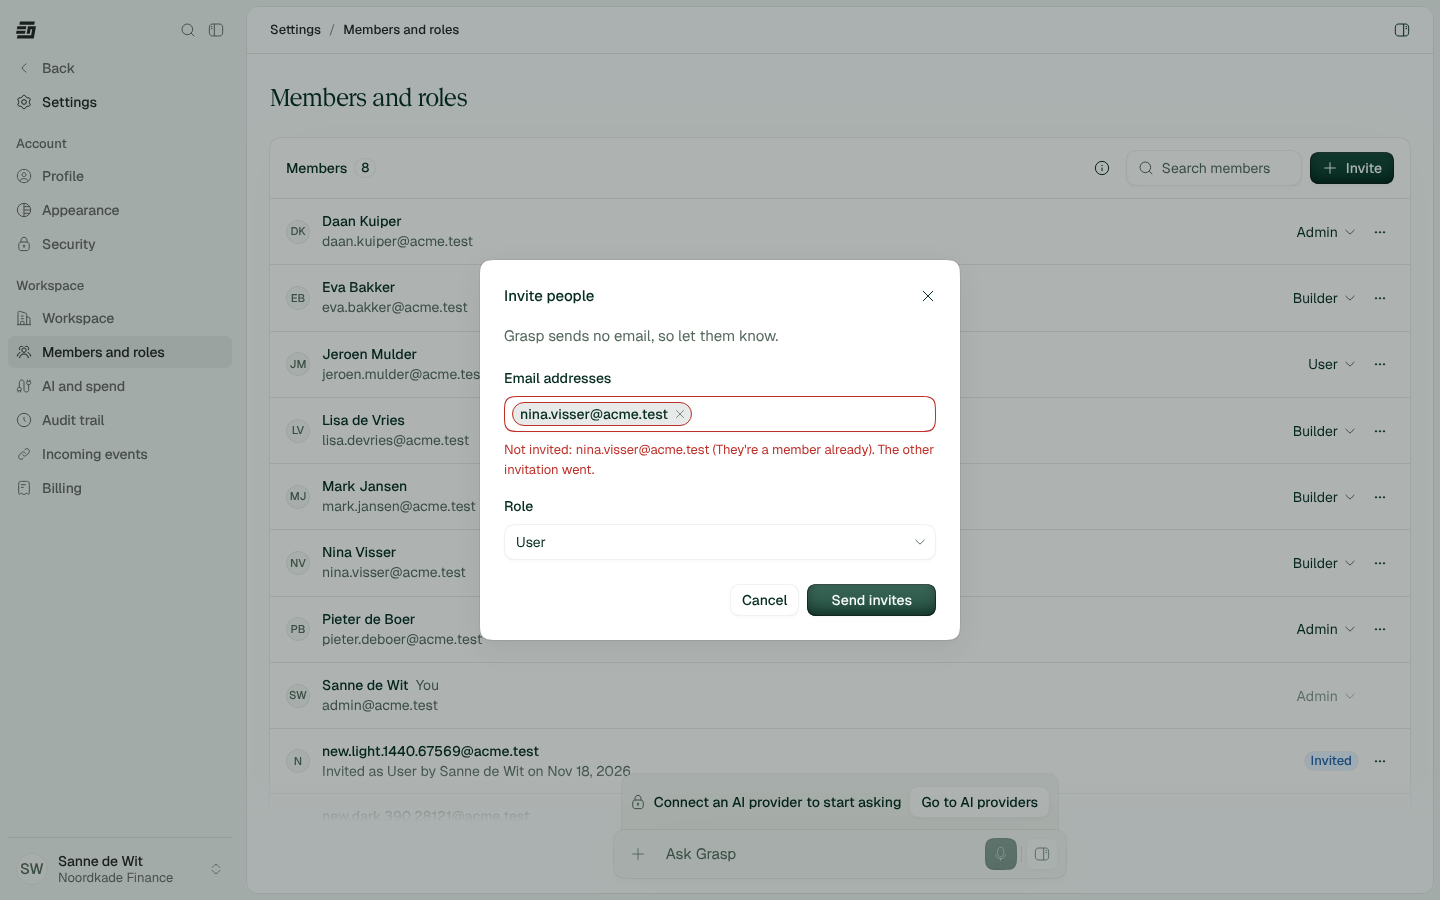 Back
Settings
Account
Profile
Appearance
Security
Workspace
Workspace
Members and roles
AI and spend
Audit trail
Incoming events
Billing
SW
Sanne de Wit
Noordkade Finance
Settings / Members and roles
Members and roles
Members 8
Search members
Invite
DK
Daan Kuiper
daan.kuiper@acme.test
Admin
EB
Eva Bakker
eva.bakker@acme.test
Builder
JM
Jeroen Mulder
jeroen.mulder@acme.tes
User
LV
Lisa de Vries
lisa.devries@acme.test
Builder
MJ
Mark Jansen
mark.jansen@acme.test
Builder
NV
Nina Visser
nina.visser@acme.test
Builder
PB
Pieter de Boer
pieter.deboer@acme.test
Admin
SW
Sanne de Wit You
admin@acme.test
Admin
N
new.light.1440.67569@acme.test
Invited as User by Sanne de Wit on Nov 18, 2026
Invited
new.dark.390.28121@acme.test
Invite people
Grasp sends no email, so let them know.
Email addresses
nina.visser@acme.test
Not invited: nina.visser@acme.test (They're a member already). The other
invitation went.
Role
User
Cancel
Send invites
Connect an AI provider to start asking
Go to AI providers
Ask Grasp